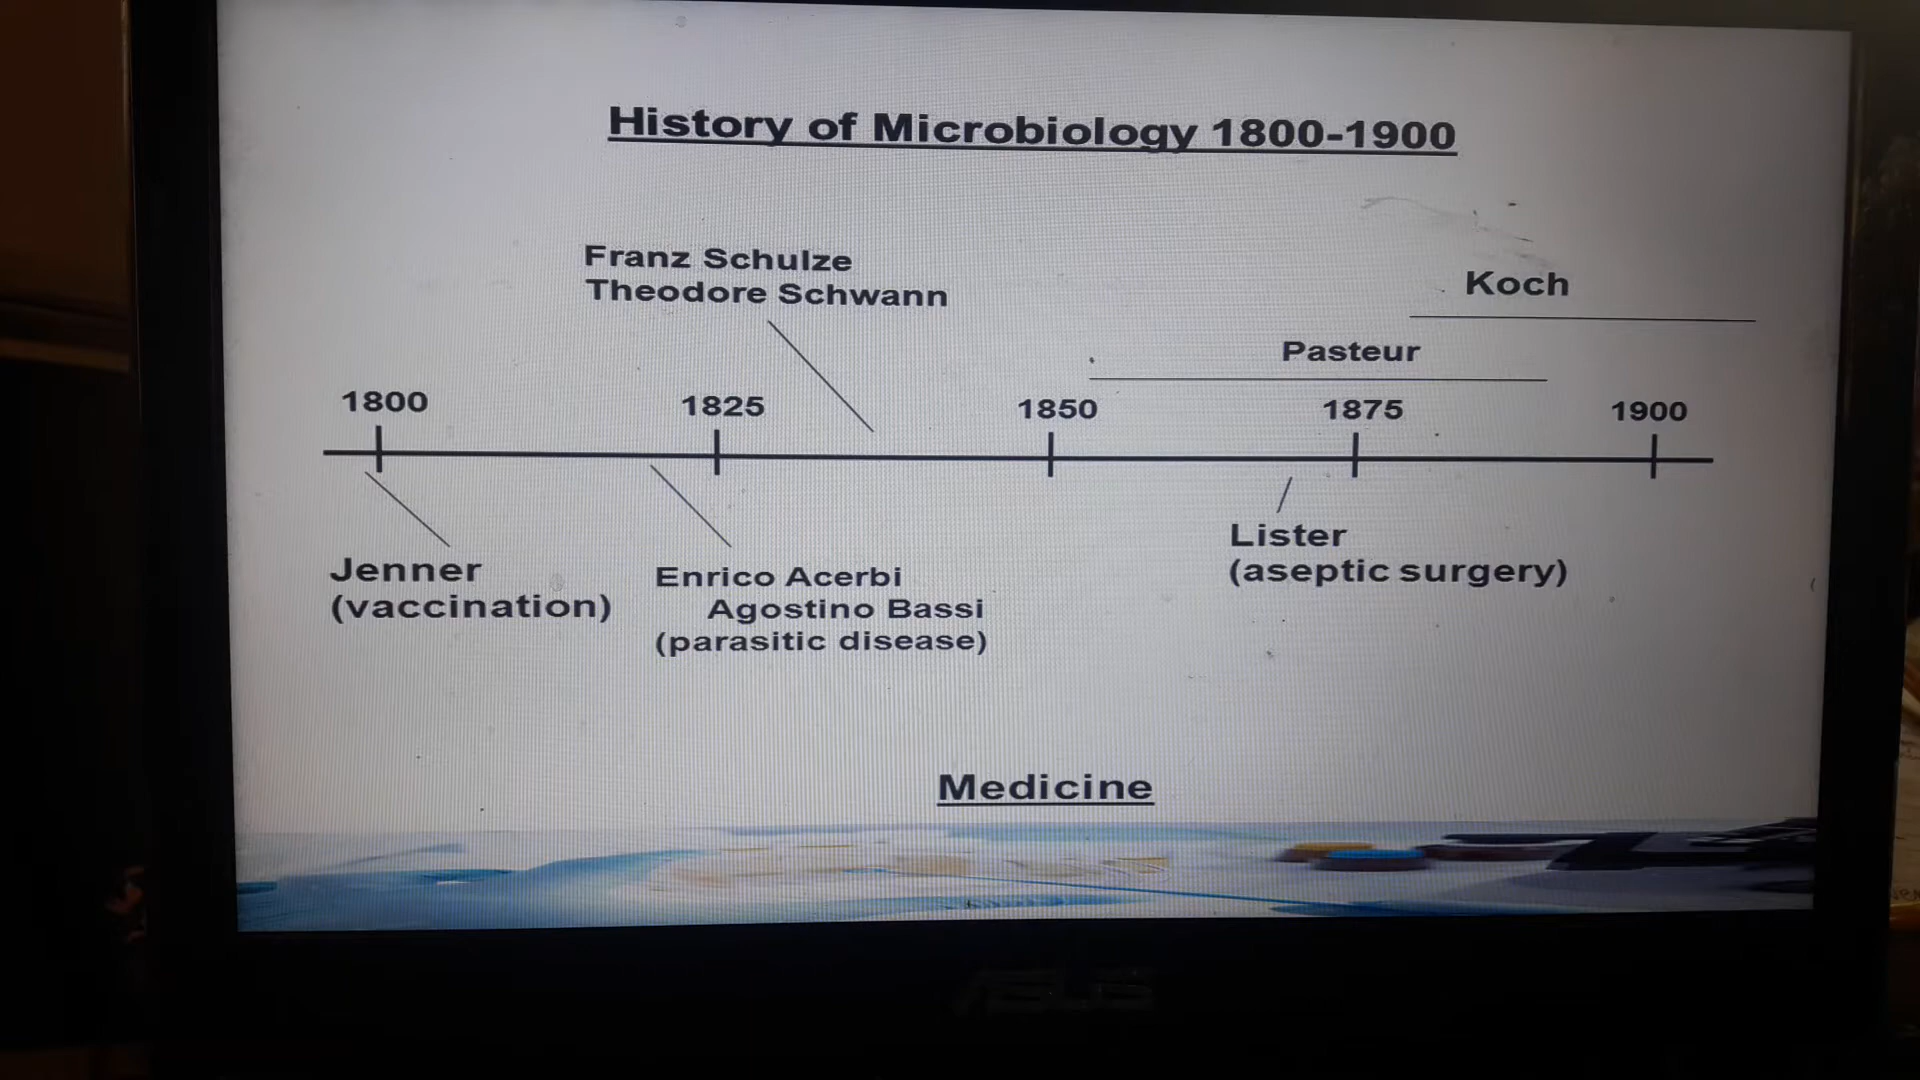 History of Microbiology 1800-1900
Franz Schulze
Theodore Schwann
Koch
Pasteur
1800
1825
1850
1875
1900
Jenner
(vaccination)
Enrico Acerbi
Agostino Bassi
(parasitic disease)
Lister
(aseptic surgery)
Medicine
ASUS